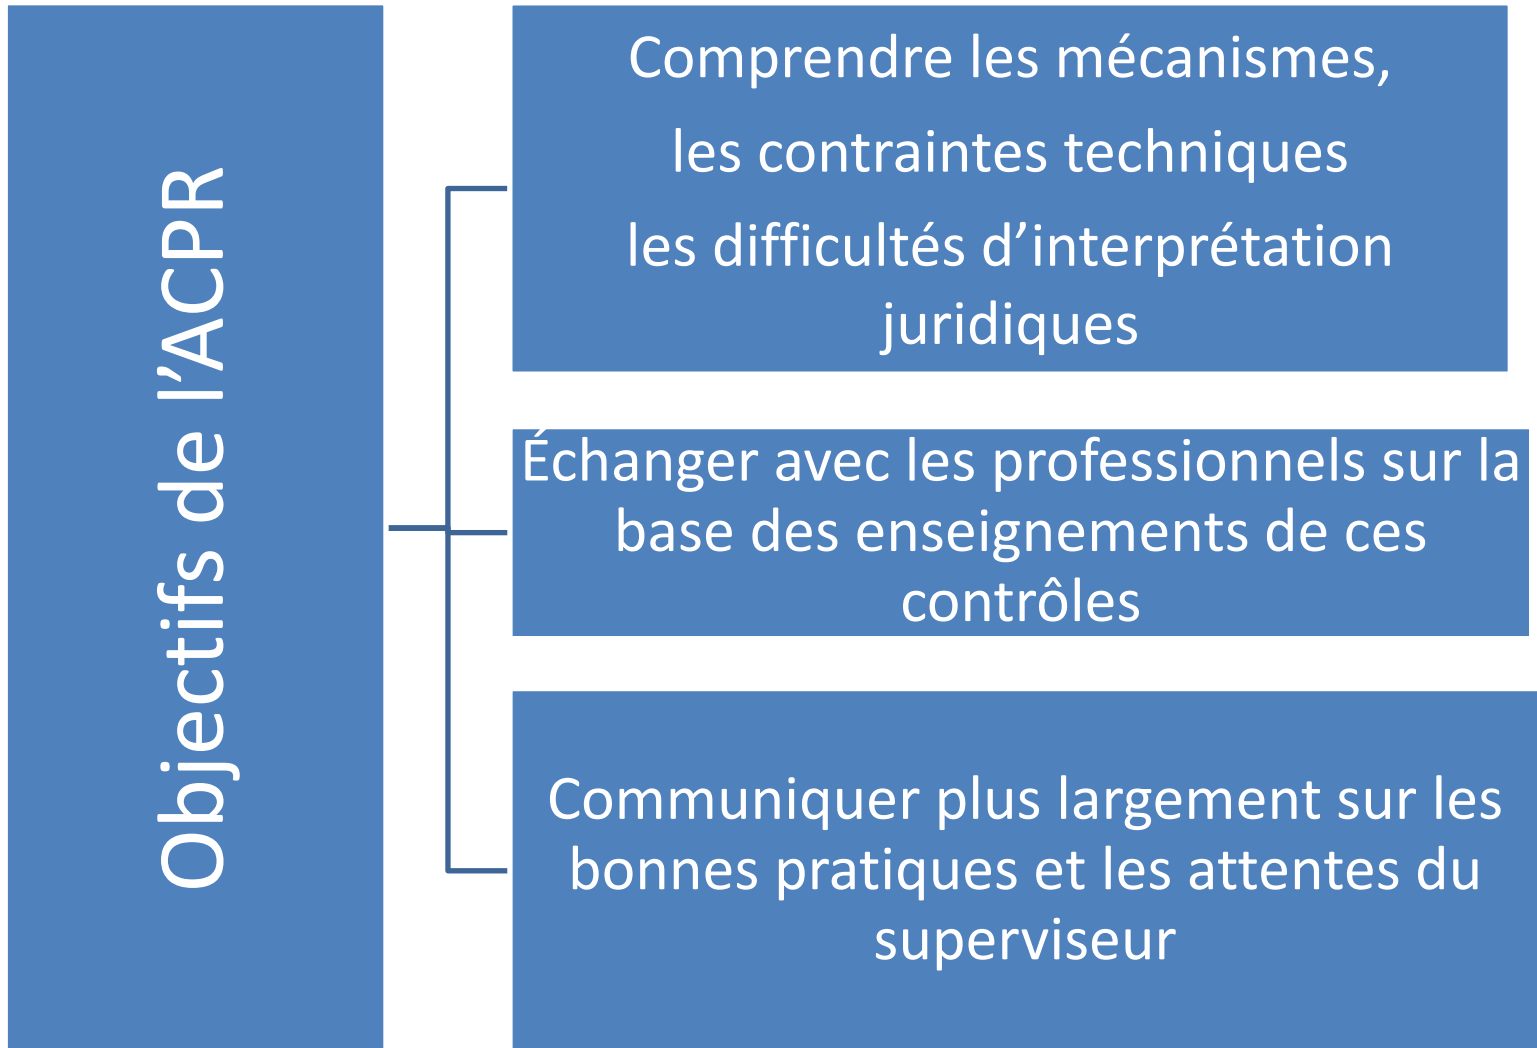 Objectifs de l’ACPR
Comprendre les mécanismes,
les contraintes techniques
les difficultés d’interprétation
juridiques
Échanger avec les professionnels sur la
base des enseignements de ces
contrôles
Communiquer plus largement sur les
bonnes pratiques et les attentes du
superviseur